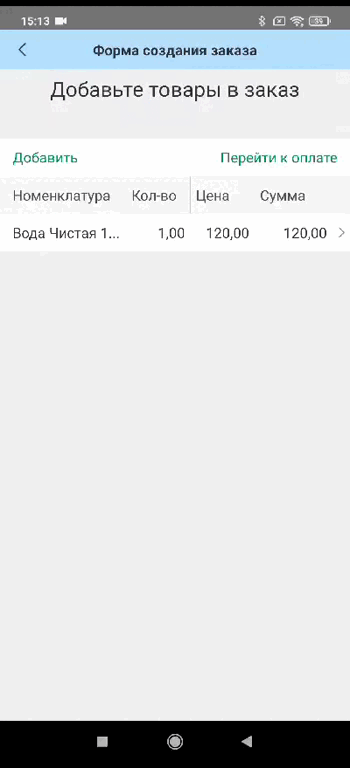 15:13 39
Форма создания заказа
Добавьте товары в заказ
Добавить Перейти к оплате
Номенклатура Кол-во Цена Сумма
Вода Чистая 1... 1,00 120,00 120,00